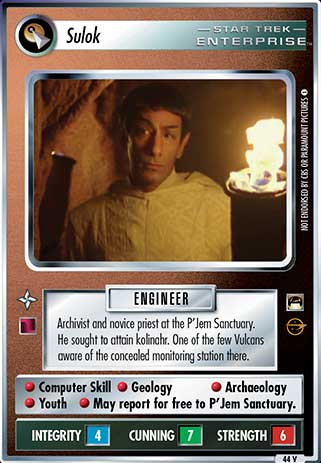 Sulok
STAR TREK
ENTERPRISE™
NOT ENDORSED BY CBS OR PARAMOUNT PICTURES
ENGINEER
Archivist and novice priest at the P'Jem Sanctuary.
He sought to attain kolinahr. One of the few Vulcans
aware of the concealed monitoring station there.
Computer Skill Geology Archaeology
Youth May report for free to P'Jem Sanctuary.
INTEGRITY 4 CUNNING 7 STRENGTH 6
44 V